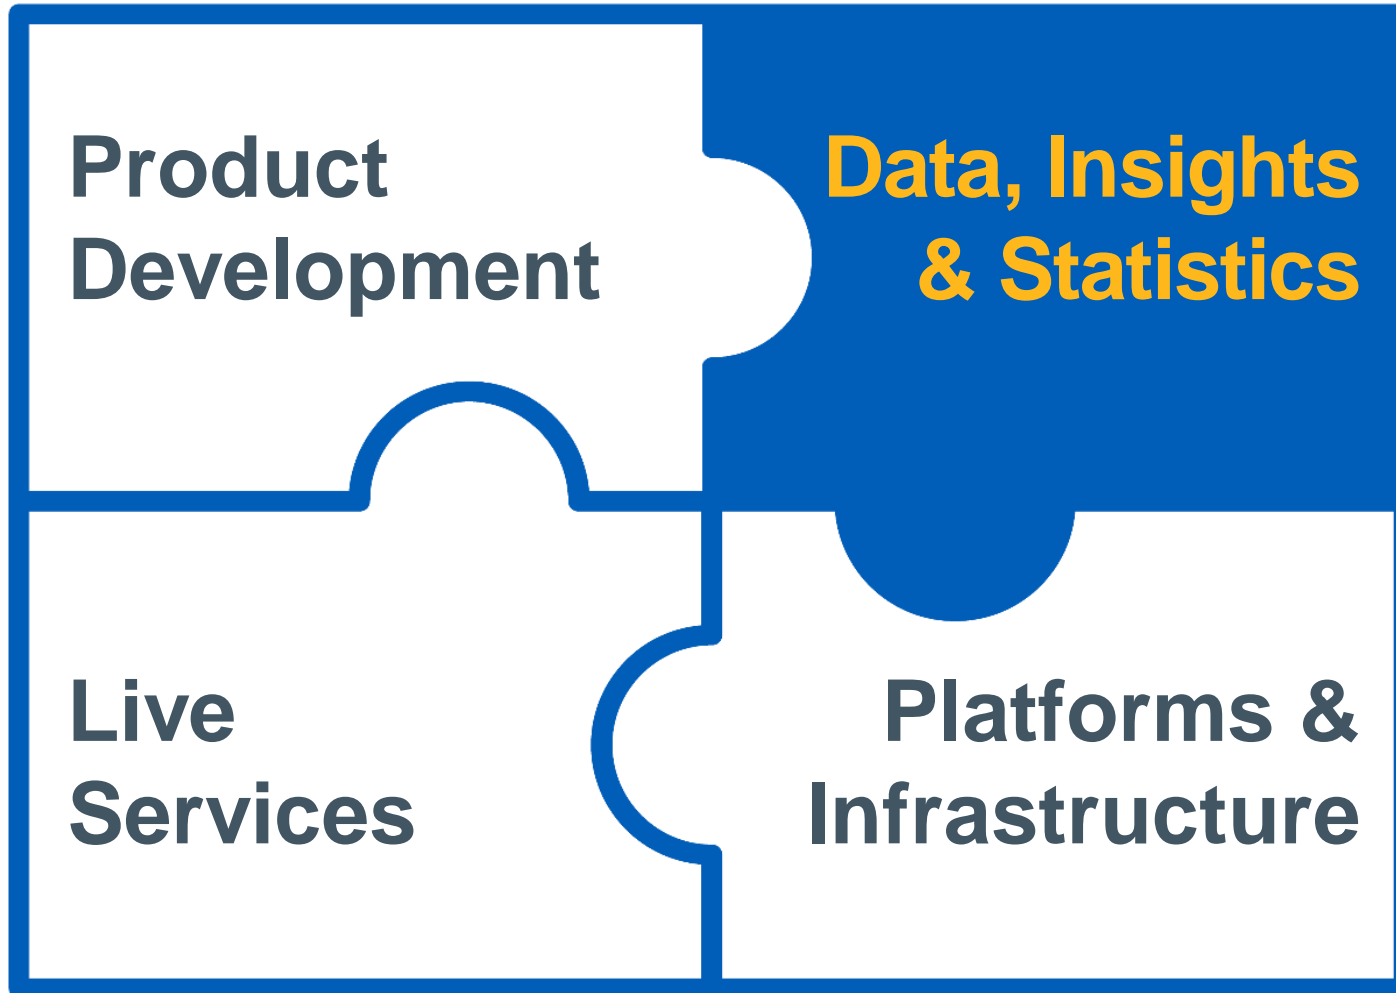 Product
Development
Data, Insights
& Statistics
Live
Services
Platforms &
Infrastructure